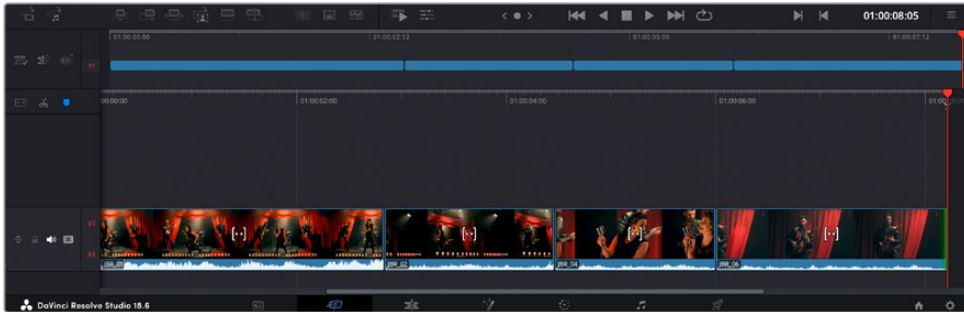 01:00:08:05
01:00:00:00 01:00:02:12 01:00:05:00 01:00:07:12
V1
00:00:00 01:00:02:00 01:00:04:00 01:00:06:00 01:00
V1
A1
JBR_01 JBR_02 JBR_04 JBR_06
DaVinci Resolve Studio 18.6